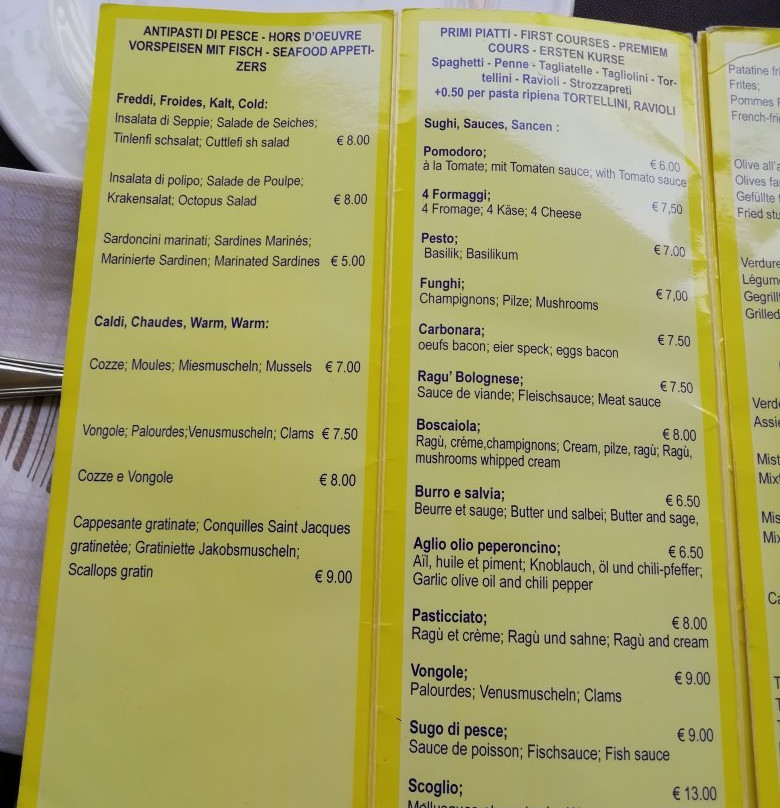 ANTIPASTI DI PESCE - HORS D'OEUVRE
VORSPEISEN MIT FISCH - SEAFOOD APPETI-
ZERS
Freddi, Froides, Kalt, Cold:
Insalata di Seppie; Salade de Seiches;
Tinlenfi schsalat; Cuttlefi sh salad € 8.00
Insalata di polipo; Salade de Poulpe;
Krakensalat; Octopus Salad € 8.00
Sardoncini marinati; Sardines Marinés;
Marinierte Sardinen; Marinated Sardines € 5.00
Caldi, Chaudes, Warm, Warm:
Cozze; Moules; Miesmuscheln; Mussels € 7.00
Vongole; Palourdes;Venusmuscheln; Clams € 7.50
Cozze e Vongole € 8.00
Cappesante gratinate; Conquilles Saint Jacques
gratinetèe; Gratiniette Jakobsmuscheln;
Scallops gratin € 9.00
PRIMI PIATTI - FIRST COURSES - PREMIEM
COURS - ERSTEN KURSE
Spaghetti - Penne - Tagliatelle - Tagliolini - Tor-
tellini - Ravioli - Strozzapreti
+0.50 per pasta ripiena TORTELLINI, RAVIOLI
Sughi, Sauces, Sancen :
Pomodoro; € 6.00
à la Tomate; mit Tomaten sauce; with Tomato sauce
4 Formaggi; € 7,50
4 Fromage; 4 Käse; 4 Cheese
Pesto; € 7.00
Basilik; Basilikum
Funghi; € 7,00
Champignons; Pilze; Mushrooms
Carbonara; € 7.50
oeufs bacon; eier speck; eggs bacon
Ragu' Bolognese; € 7.50
Sauce de viande; Fleischsauce; Meat sauce
Boscaiola; € 8.00
Ragù, créme,champignons; Cream, pilze, ragù; Ragù,
mushrooms whipped cream
Burro e salvia; € 6.50
Beurre et sauge; Butter und salbei; Butter and sage,
Aglio olio peperoncino; € 6.50
Aïl, huile et piment; Knoblauch, öl und chili-pfeffer;
Garlic olive oil and chili pepper
Pasticciato; € 8.00
Ragù et crème; Ragù und sahne; Ragù and cream
Vongole; € 9.00
Palourdes; Venusmuscheln; Clams
Sugo di pesce; € 9.00
Sauce de poisson; Fischsauce; Fish sauce
Scoglio; € 13.00
Patatine
Frites;
Pommes
French-fri
Olive all'a
Olives fa
Gefüllte
Fried stu
Verdure
Légum
Gegrill
Grilled
Verd
Assie
Mist
Mix
Mis
Mix